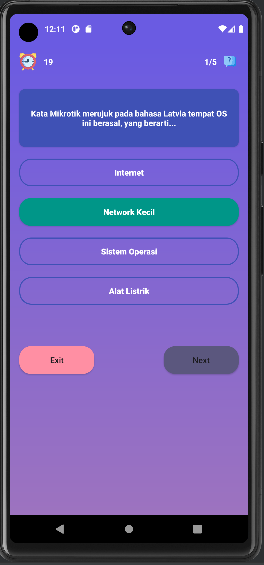 12:11
19
1/5
Kata Mikrotik merujuk pada bahasa Latvia tempat OS
ini berasal, yang berarti...
Internet
Network Kecil
Sistem Operasi
Alat Listrik
Exit
Next